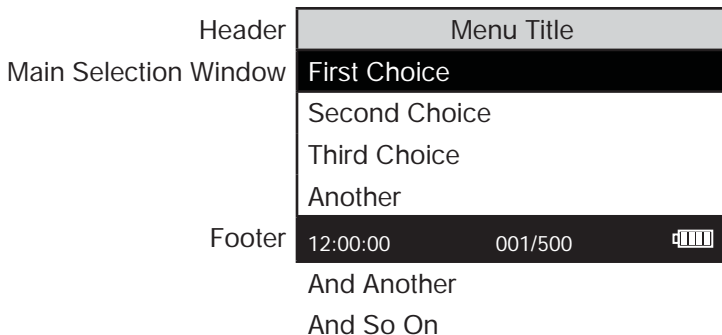 Header Menu Title
Main Selection Window First Choice
Second Choice
Third Choice
Another
Footer 12:00:00 001/500
And Another
And So On